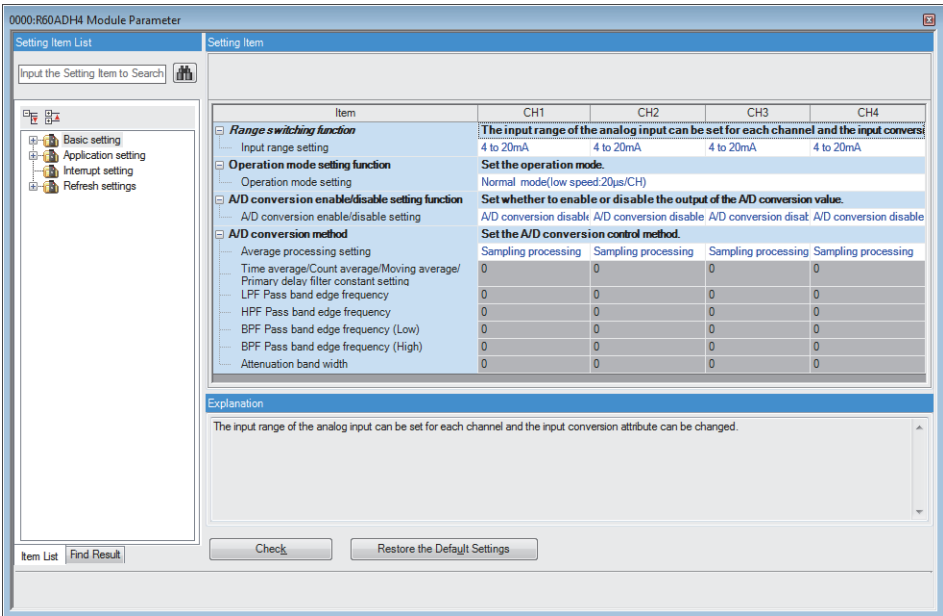 0000:R60ADH4 Module Parameter
Setting Item List
Input the Setting Item to Search
Basic setting
Application setting
Interrupt setting
Refresh settings
Item List
Find Result
Setting Item
Item CH1 CH2 CH3 CH4
Range switching function The input range of the analog input can be set for each channel and the input conversi
Input range setting 4 to 20mA 4 to 20mA 4 to 20mA 4 to 20mA
Operation mode setting function Set the operation mode.
Operation mode setting Normal mode(low speed:20µs/CH)
A/D conversion enable/disable setting function Set whether to enable or disable the output of the A/D conversion value.
A/D conversion enable/disable setting A/D conversion disable A/D conversion disable A/D conversion disat A/D conversion disable
A/D conversion method Set the A/D conversion control method.
Average processing setting Sampling processing Sampling processing Sampling processing Sampling processing
Time average/Count average/Moving average/ 0 0 0 0
Primary delay filter constant setting
LPF Pass band edge frequency 0 0 0 0
HPF Pass band edge frequency 0 0 0 0
BPF Pass band edge frequency (Low) 0 0 0 0
BPF Pass band edge frequency (High) 0 0 0 0
Attenuation band width 0 0 0 0
Explanation
The input range of the analog input can be set for each channel and the input conversion attribute can be changed.
Check
Restore the Default Settings